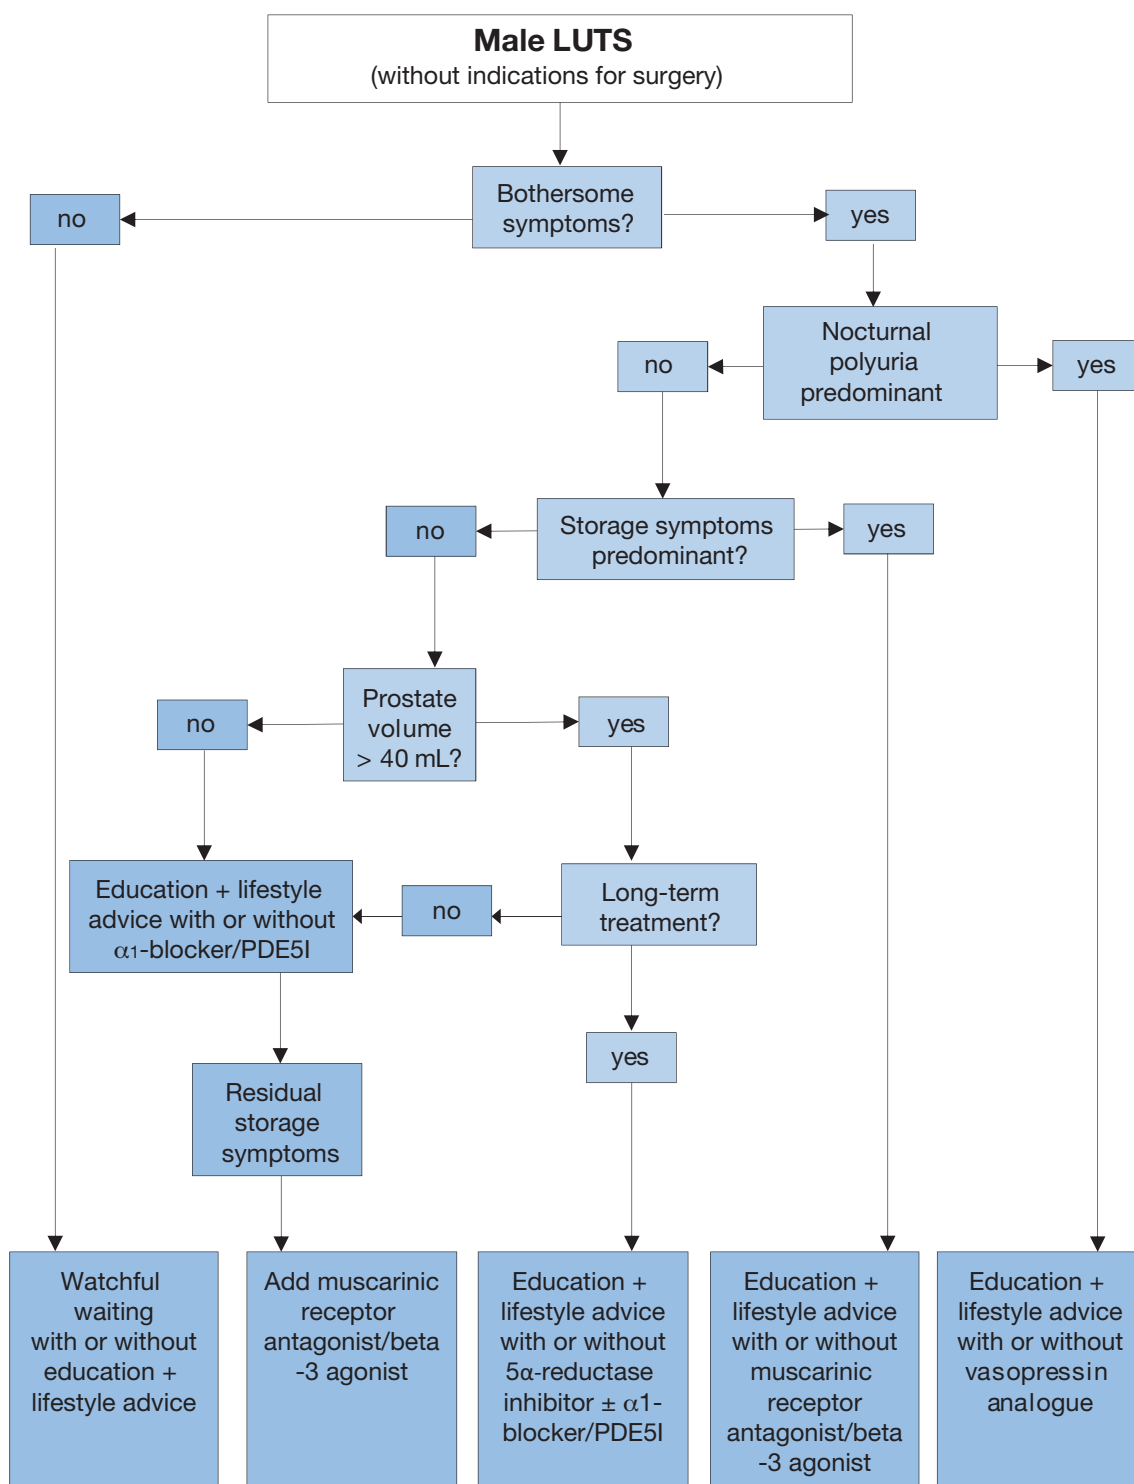 Male LUTS
(without indications for surgery)
Bothersome
symptoms?
no
yes
Nocturnal
polyuria
predominant
no
yes
Storage symptoms
predominant?
no
yes
Prostate
volume
> 40 mL?
no
yes
Education + lifestyle
advice with or without
α1-blocker/PDE5I
no
Long-term
treatment?
yes
Residual
storage
symptoms
Watchful
waiting
with or without
education +
lifestyle advice
Add muscarinic
receptor
antagonist/beta
-3 agonist
Education +
lifestyle advice
with or without
5α-reductase
inhibitor ± α1-
blocker/PDE5I
Education +
lifestyle advice
with or without
muscarinic
receptor
antagonist/beta
-3 agonist
Education +
lifestyle advice
with or without
vasopressin
analogue